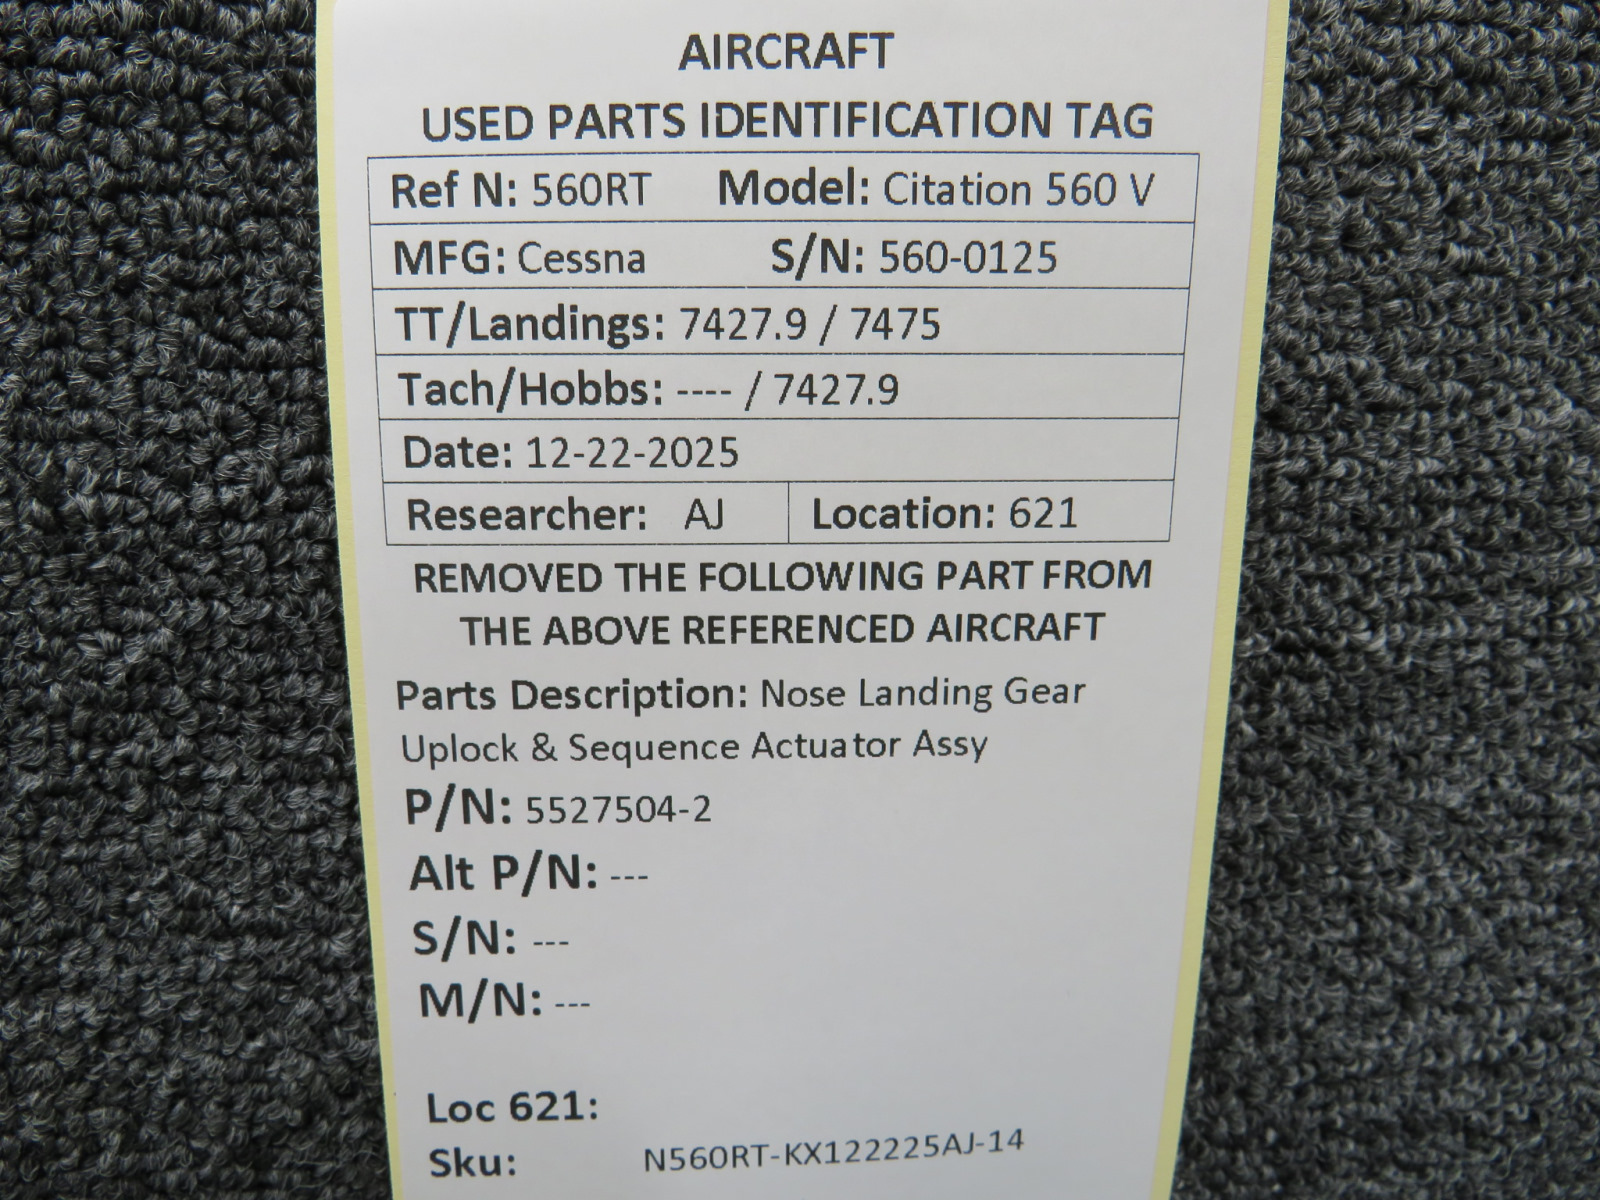 AIRCRAFT
USED PARTS IDENTIFICATION TAG
Ref N: 560RT Model: Citation 560 V
MFG: Cessna S/N: 560-0125
TT/Landings: 7427.9 / 7475
Tach/Hobbs: ---- / 7427.9
Date: 12-22-2025
Researcher: AJ Location: 621
REMOVED THE FOLLOWING PART FROM
THE ABOVE REFERENCED AIRCRAFT
Parts Description: Nose Landing Gear
Uplock & Sequence Actuator Assy
P/N: 5527504-2
Alt P/N: ---
S/N: ---
M/N: ---
Loc 621:
Sku: N560RT-KX122225AJ-14